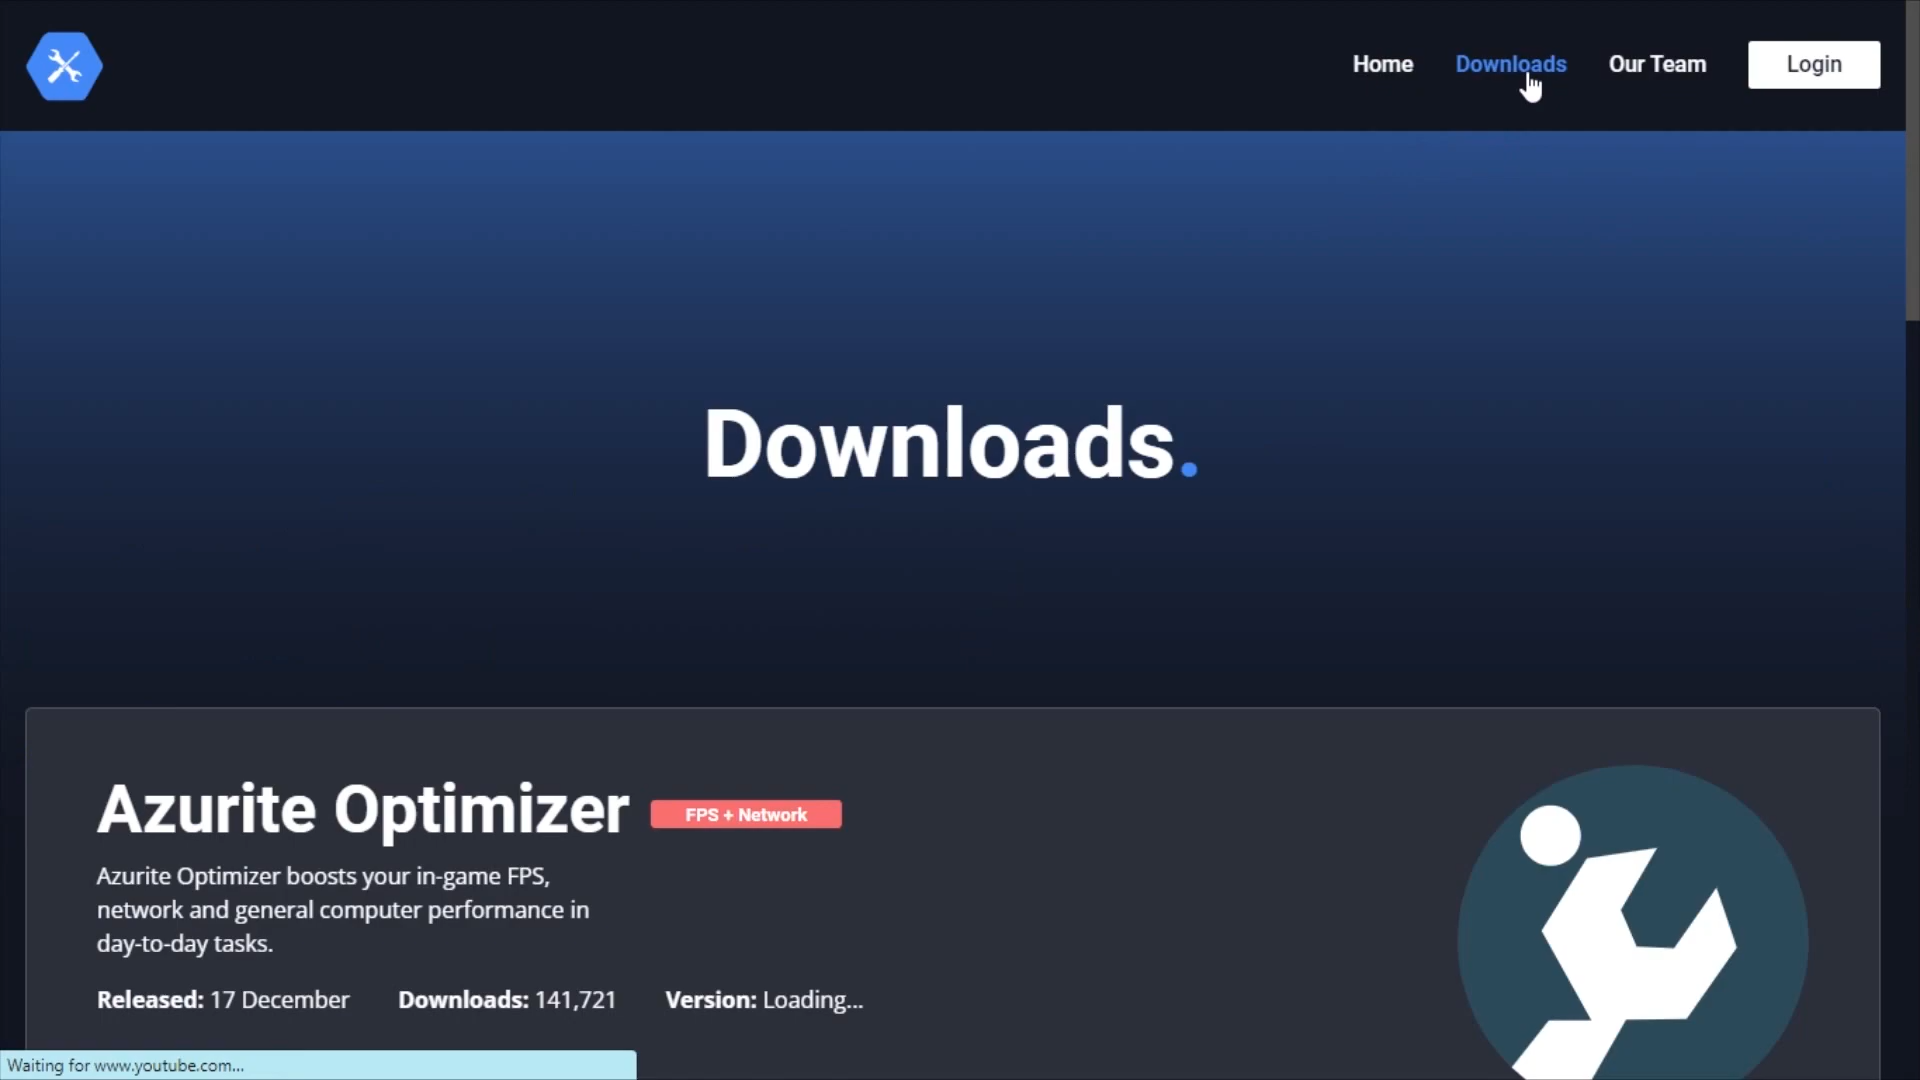 Home Downloads Our Team Login
Downloads.
Azurite Optimizer FPS + Network
Azurite Optimizer boosts your in-game FPS,
network and general computer performance in
day-to-day tasks.
Released: 17 December Downloads: 141,721 Version: Loading...
Waiting for www.youtube.com...